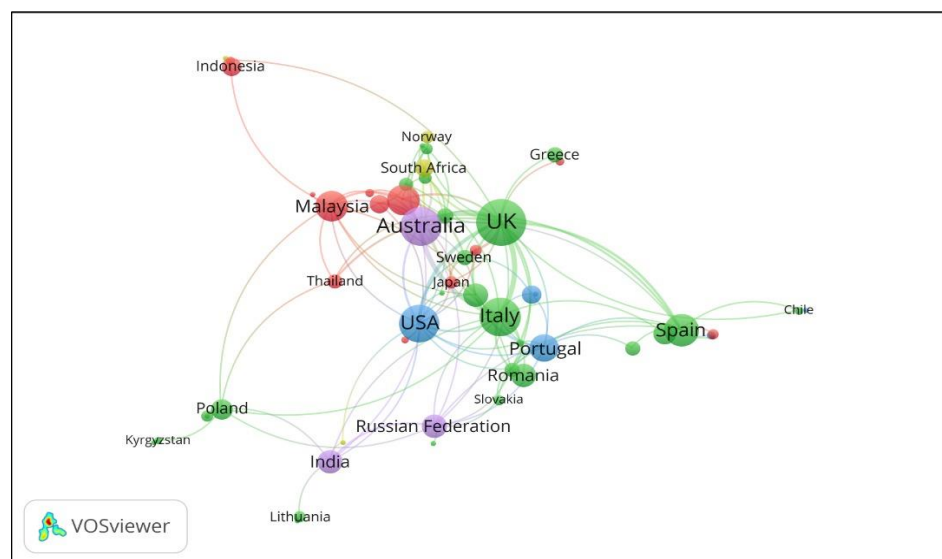 Indonesia
Norway
Greece
South Africa
Malaysia
UK
Australia
Sweden
Thailand
Japan
USA
Italy
Chile
Spain
Portugal
Romania
Slovakia
Poland
Russian Federation
Kyrgyzstan
India
Lithuania
VOSviewer